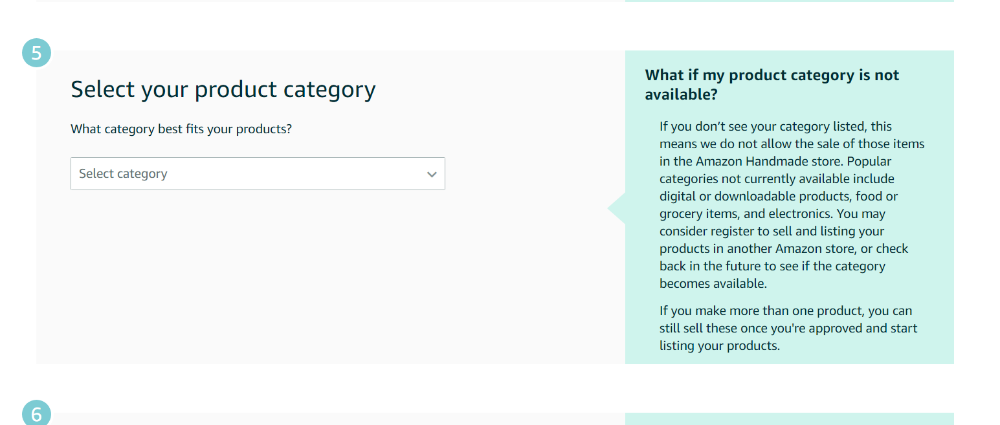 5
Select your product category
What category best fits your products?
Select category
What if my product category is not
available?
If you don’t see your category listed, this
means we do not allow the sale of those items
in the Amazon Handmade store. Popular
categories not currently available include
digital or downloadable products, food or
grocery items, and electronics. You may
consider register to sell and listing your
products in another Amazon store, or check
back in the future to see if the category
becomes available.
If you make more than one product, you can
still sell these once you're approved and start
listing your products.
6